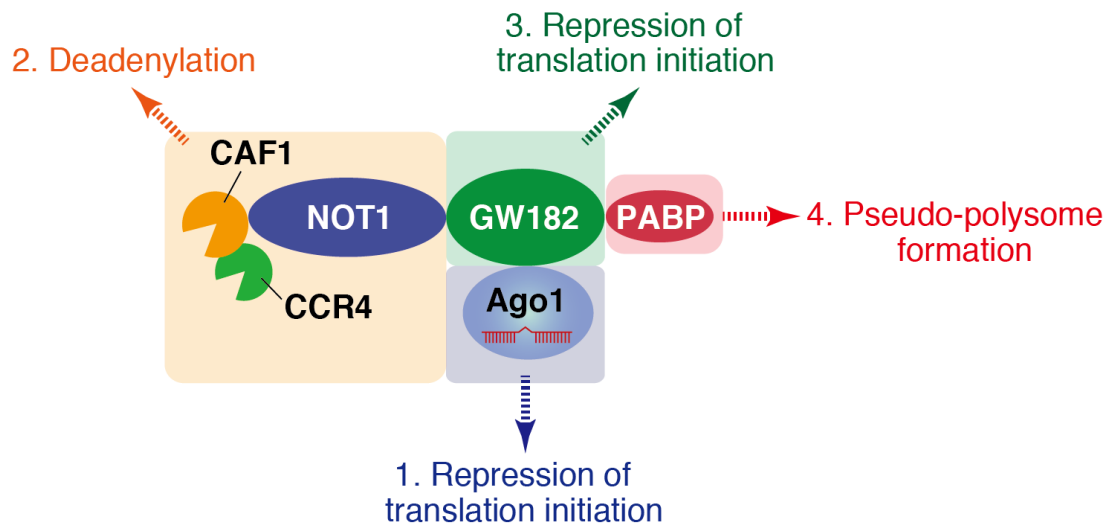 3. Repression of
translation initiation
2. Deadenylation
CAF1
NOT1
GW182
PABP
4. Pseudo-polysome
formation
CCR4
Ago1
1. Repression of
translation initiation